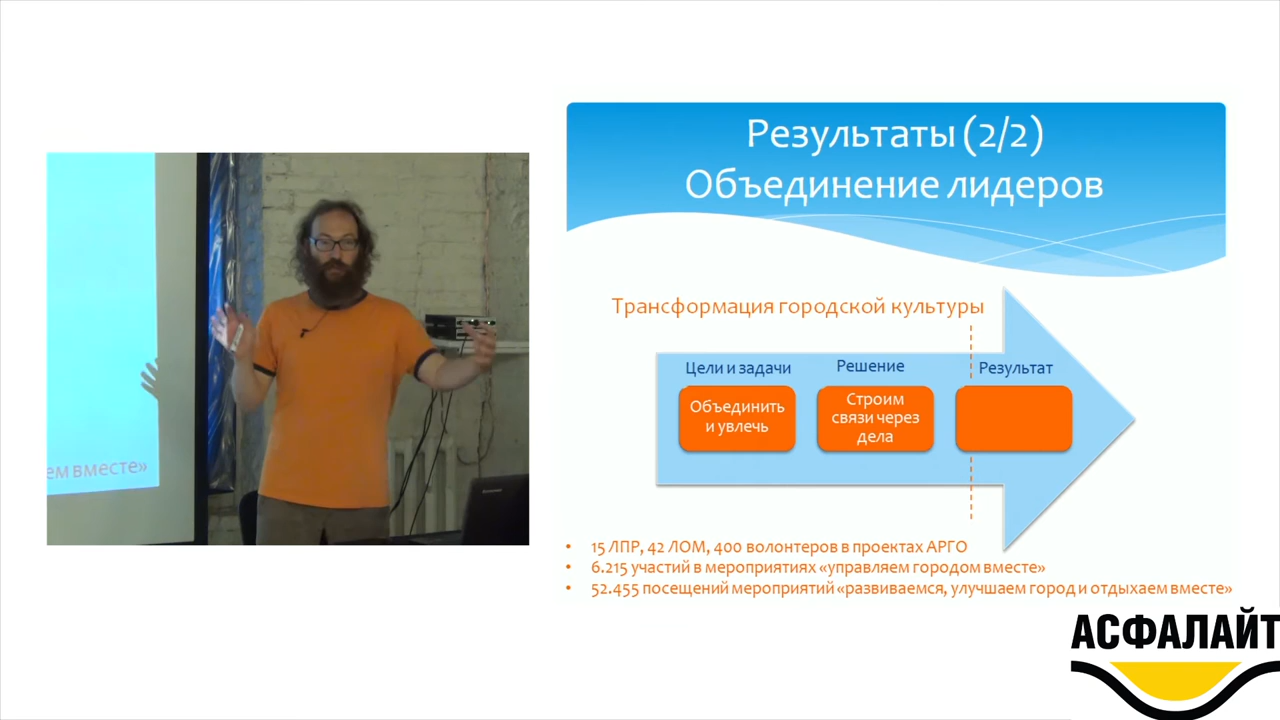 Результаты (2/2)
Объединение лидеров
Трансформация городской культуры
Цели и задачи
Решение
Результат
Объединить
и увлечь
Строим
связи через
дела
• 15 ЛПР, 42 ЛОМ, 400 волонтеров в проектах АРГО
• 6.215 участий в мероприятиях «управляем городом вместе»
• 52.455 посещений мероприятий «развиваемся, улучшаем город и отдыхаем вместе»
ем вместе»
АСФАЛАЙТ